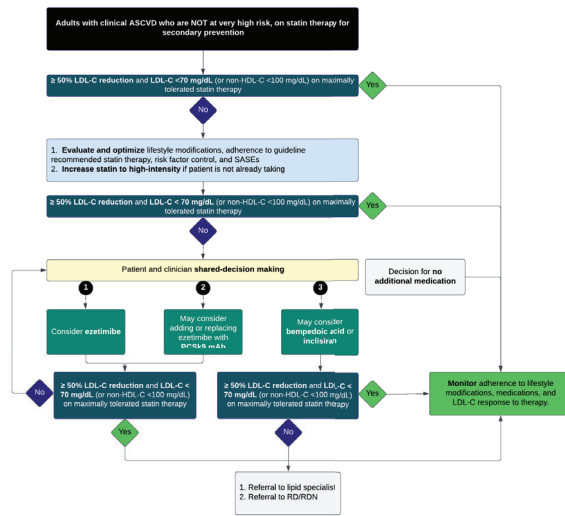 Adults with clinical ASCVD who are NOT at very high risk, on statin therapy for
secondary prevention
≥ 50% LDL-C reduction and LDL-C <70 mg/dL (or non-HDL-C <100 mg/dL) on maximally
tolerated statin therapy
Yes
No
1. Evaluate and optimize lifestyle modifications, adherence to guideline
recommended statin therapy, risk factor control, and SASEs
2. Increase statin to high-intensity if patient is not already taking
≥ 50% LDL-C reduction and LDL-C < 70 mg/dL (or non-HDL-C <100 mg/dL) on maximally
tolerated statin therapy
Yes
No
Patient and clinician shared-decision making
Decision for no
additional medication
1
2
3
Consider ezetimibe
May consider
adding or replacing
ezetimibe with
PCSK9 mAb
May consider
bempedoic acid or
inclisiran
No
≥ 50% LDL-C reduction and LDL-C <
70 mg/dL (or non-HDL-C <100 mg/dL)
on maximally tolerated statin therapy
≥ 50% LDL-C reduction and LDL-C <
70 mg/dL (or non-HDL-C <100 mg/dL)
on maximally tolerated statin therapy
Yes
Monitor adherence to lifestyle
modifications, medications, and
LDL-C response to therapy.
Yes
No
1. Referral to lipid specialist
2. Referral to RD/RDN